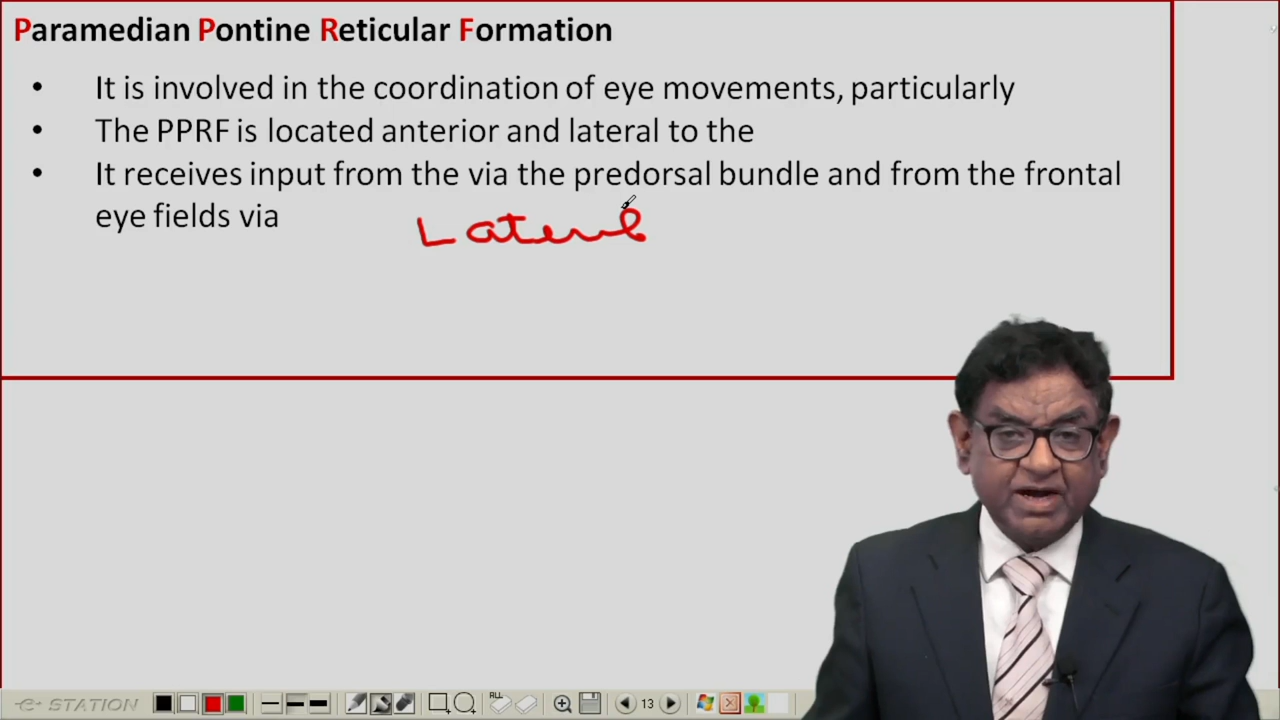 Paramedian Pontine Reticular Formation
• It is involved in the coordination of eye movements, particularly
• The PPRF is located anterior and lateral to the
• It receives input from the via the predorsal bundle and from the frontal
eye fields via
Lateral
e-STATION
ALL
13